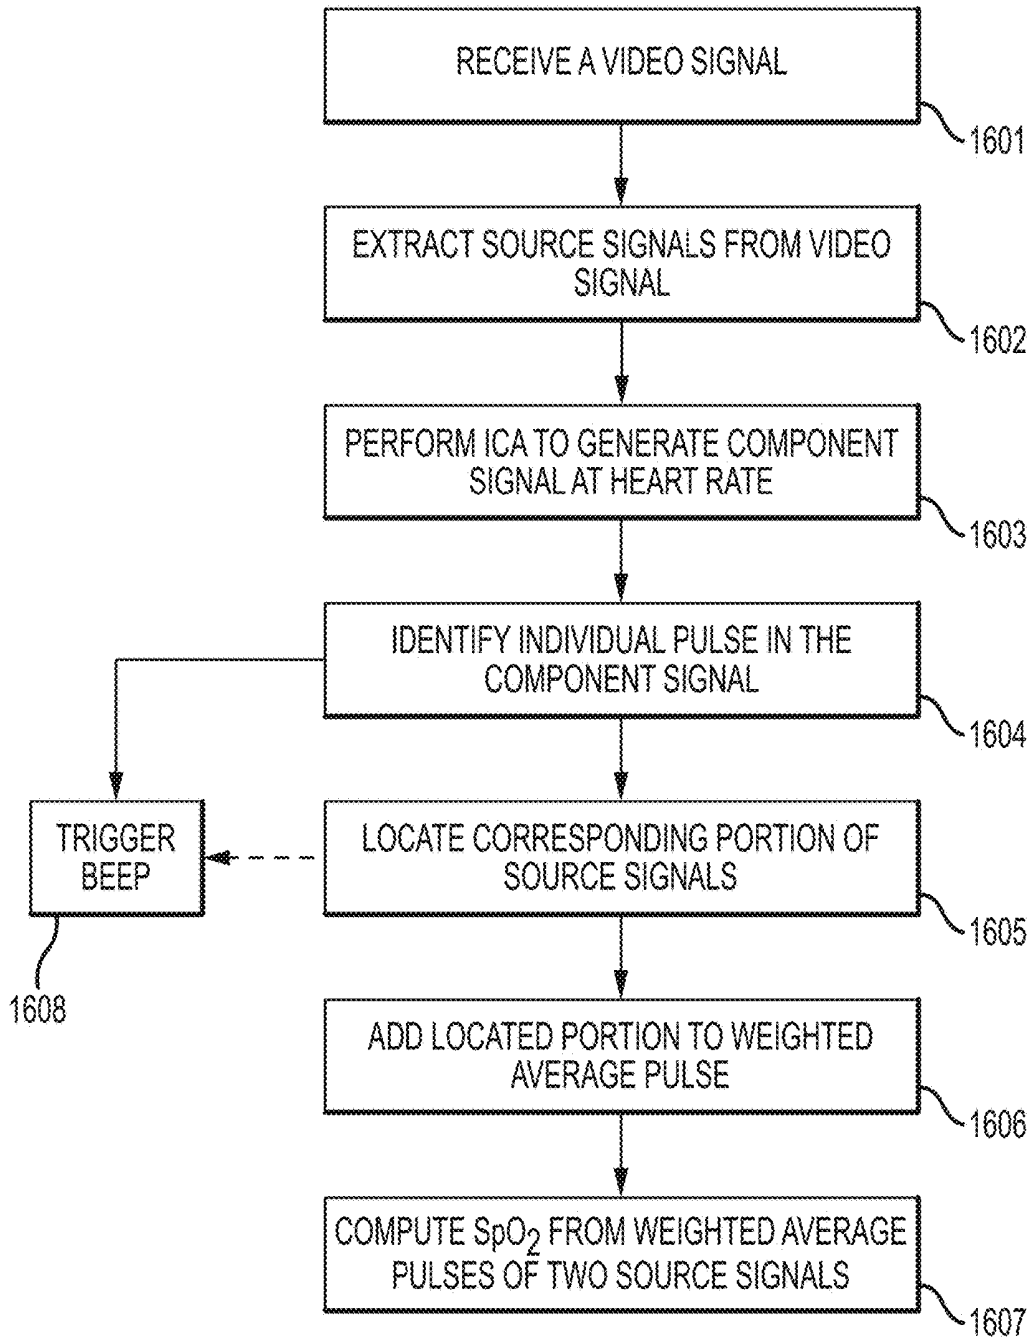 RECEIVE A VIDEO SIGNAL
1601
EXTRACT SOURCE SIGNALS FROM VIDEO
SIGNAL
1602
PERFORM ICA TO GENERATE COMPONENT
SIGNAL AT HEART RATE
1603
IDENTIFY INDIVIDUAL PULSE IN THE
COMPONENT SIGNAL
1604
TRIGGER
BEEP
1608
LOCATE CORRESPONDING PORTION OF
SOURCE SIGNALS
1605
ADD LOCATED PORTION TO WEIGHTED
AVERAGE PULSE
1606
COMPUTE SpO2 FROM WEIGHTED AVERAGE
PULSES OF TWO SOURCE SIGNALS
1607